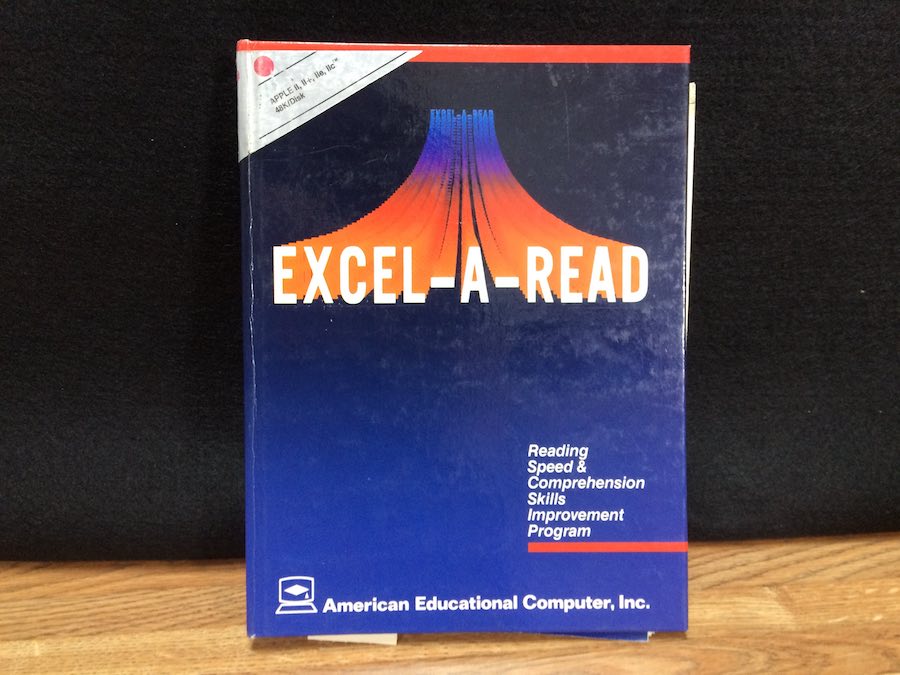 APPLE II, II+, IIe, IIc™
48K/Disk
EXCEL-A-READ
EXCEL-A-READ
Reading
Speed &
Comprehension
Skills
Improvement
Program
American Educational Computer, Inc.